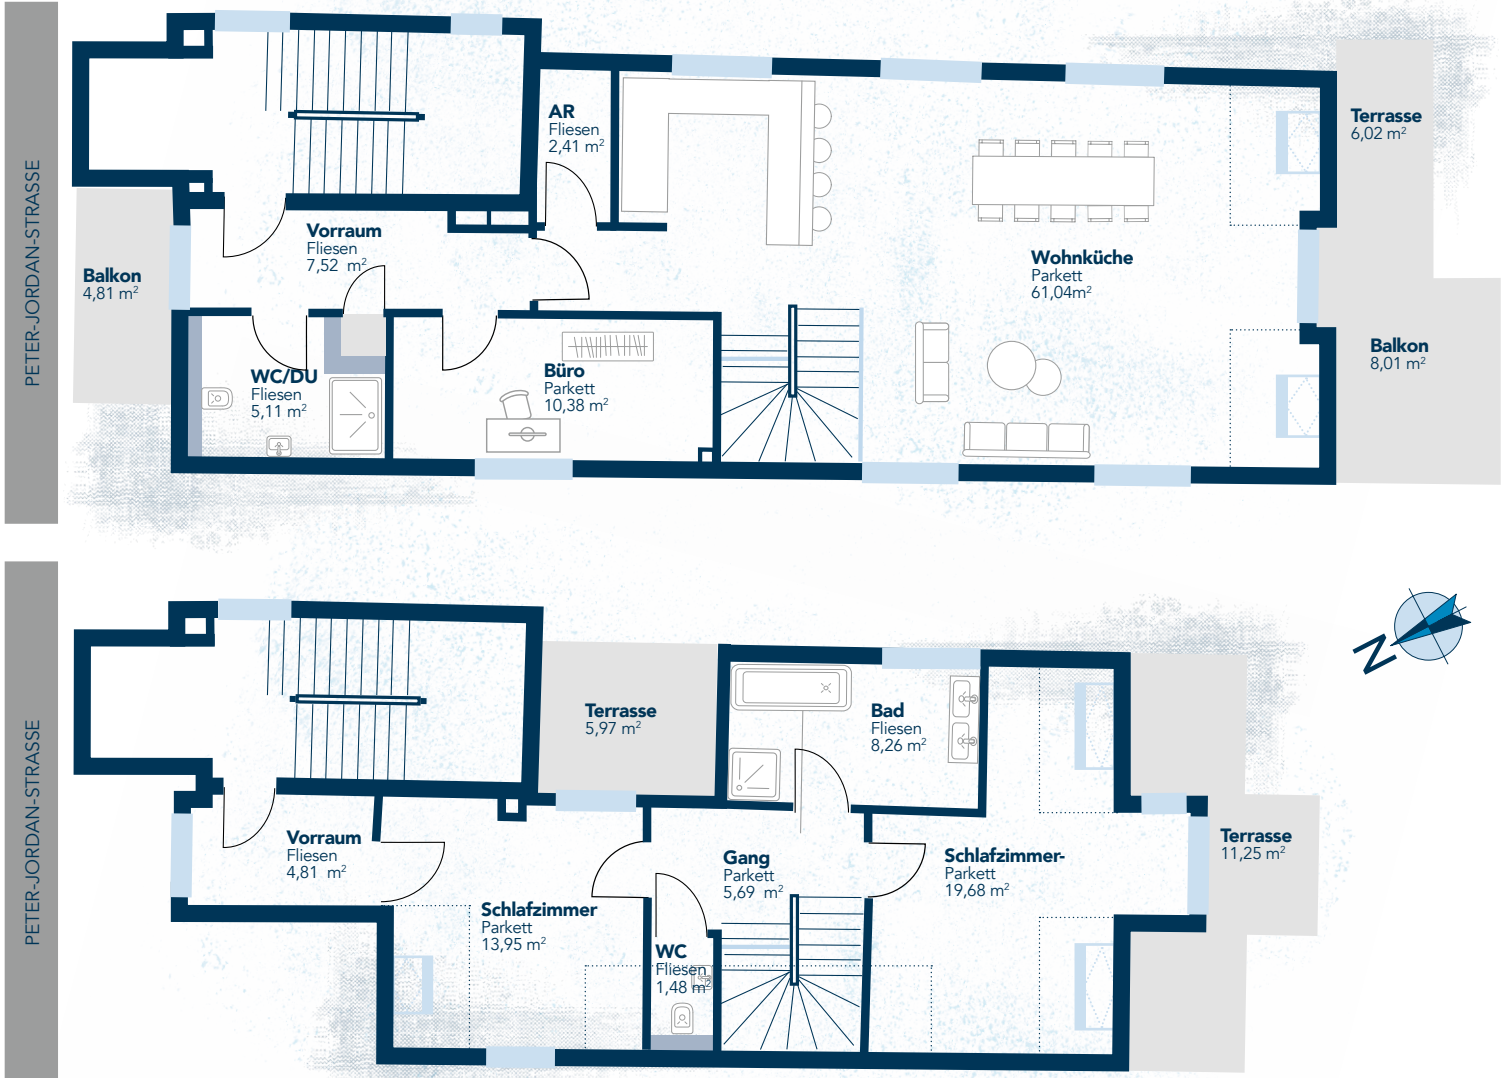 PETER-JORDAN-STRASSE
AR
Fliesen
2,41 m²
Terrasse
6,02 m²
Vorraum
Fliesen
7,52 m²
Balkon
4,81 m²
Wohnküche
Parkett
61,04m²
Balkon
8,01 m²
WC/DU
Fliesen
5,11 m²
Büro
Parkett
10,38 m²
PETER-JORDAN-STRASSE
N
Terrasse
5,97 m²
Bad
Fliesen
8,26 m²
Vorraum
Fliesen
4,81 m²
Gang
Parkett
5,69 m²
Schlafzimmer-
Parkett
19,68 m²
Terrasse
11,25 m²
Schlafzimmer
Parkett
13,95 m²
WC
Fliesen
1,48 m²